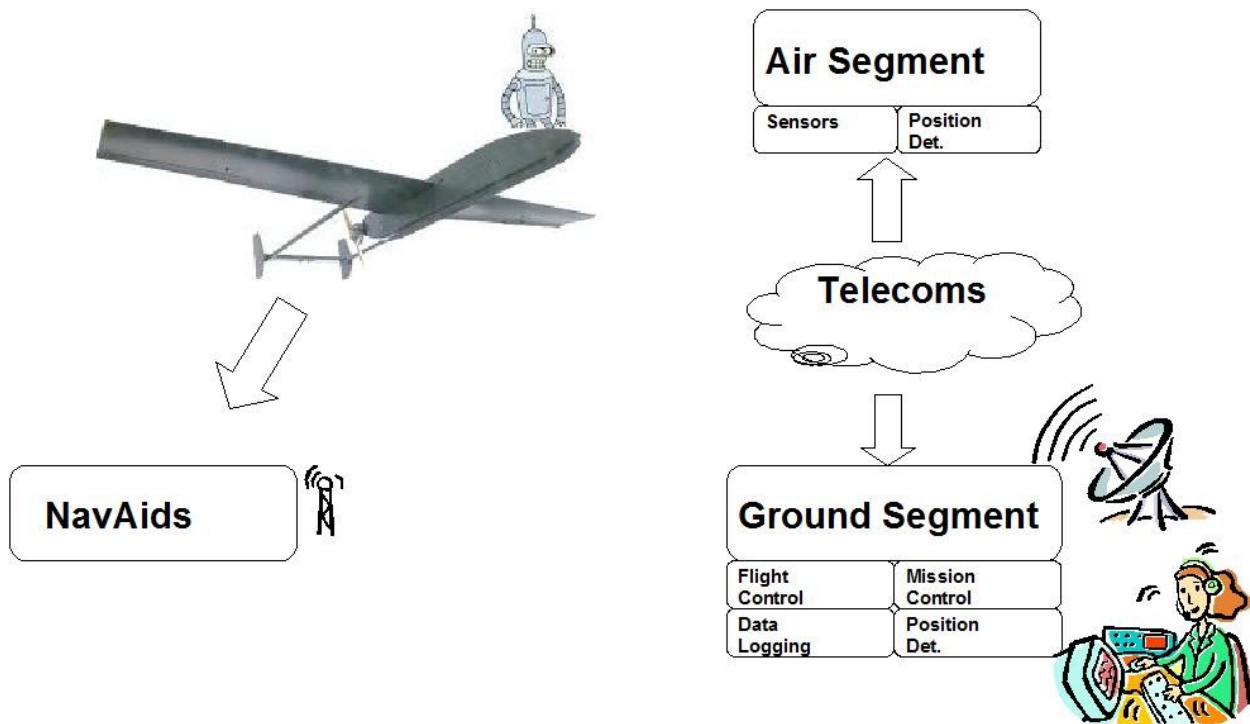 Air Segment
Sensors
Position
Det.
Telecoms
NavAids
Ground Segment
Flight
Control
Mission
Control
Data
Logging
Position
Det.